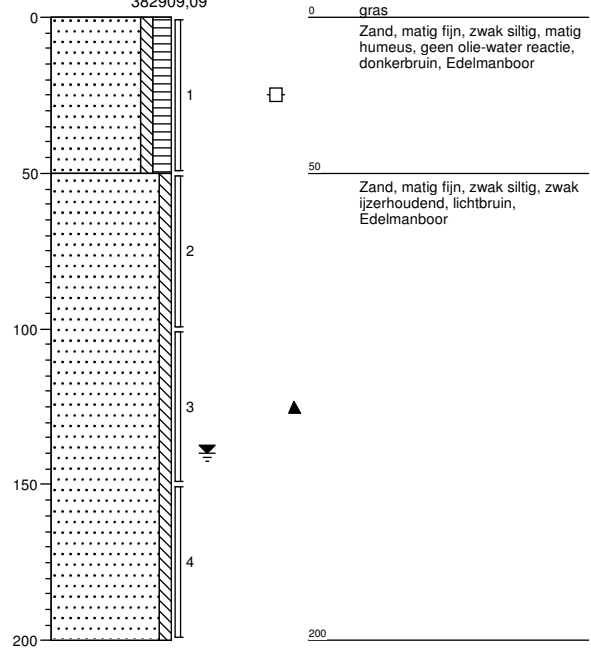 382909,09
0
0
gras
Zand, matig fijn, zwak siltig, matig
humeus, geen olie-water reactie,
donkerbruin, Edelmanboor
1
50
50
Zand, matig fijn, zwak siltig, zwak
ijzerhoudend, lichtbruin,
Edelmanboor
2
100
3
150
4
200
200